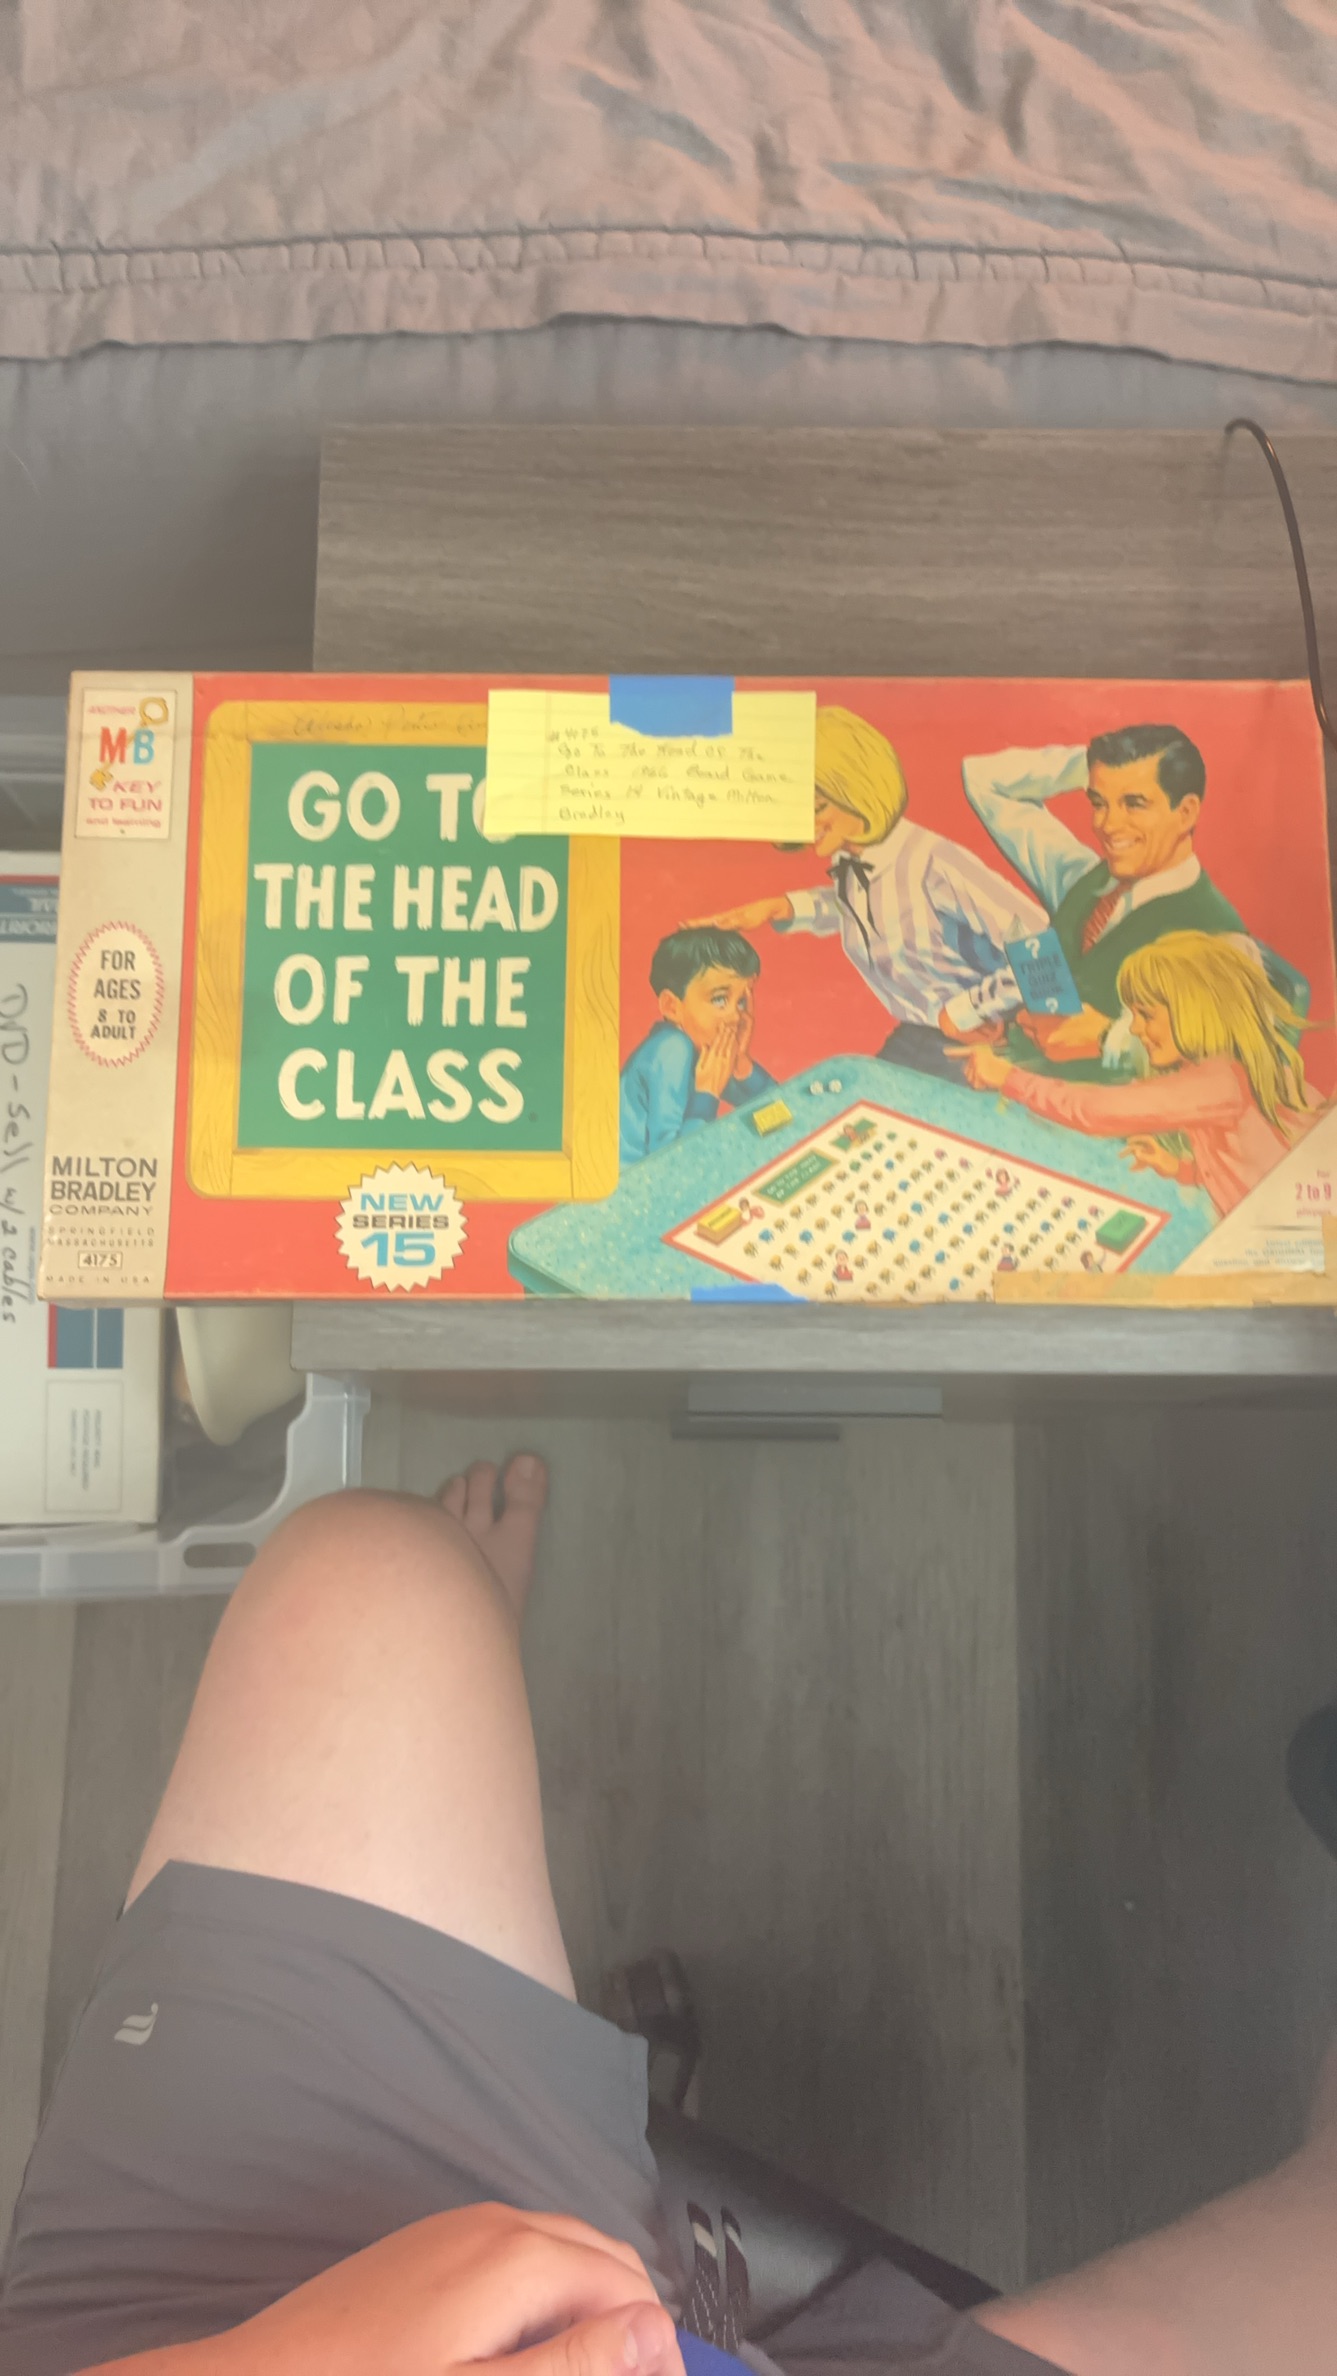 ANOTHER
MB
KEY
TO FUN
and learning
FOR
AGES
8 TO
ADULT
MILTON
BRADLEY
COMPANY
SPRINGFIELD
MASSACHUSETTS
4175
MADE IN U.S.A.
GO TO
THE HEAD
OF THE
CLASS
NEW
SERIES
15
Go To The Head Of The
Class Board Game
Series Vintage Milton
Bradley
?
?
2 to 9
DVD - Sell w/ 2 cables